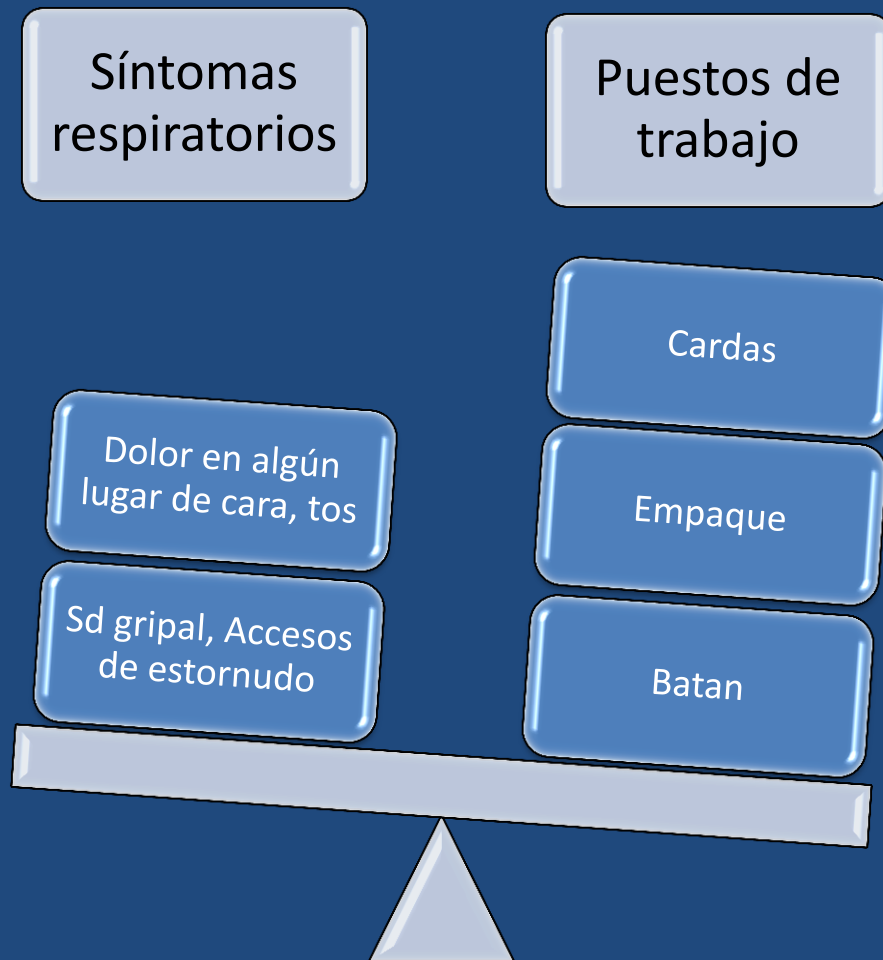 Síntomas
respiratorios
Puestos de
trabajo
Dolor en algún
lugar de cara, tos
Sd gripal, Accesos
de estornudo
Cardas
Empaque
Batan